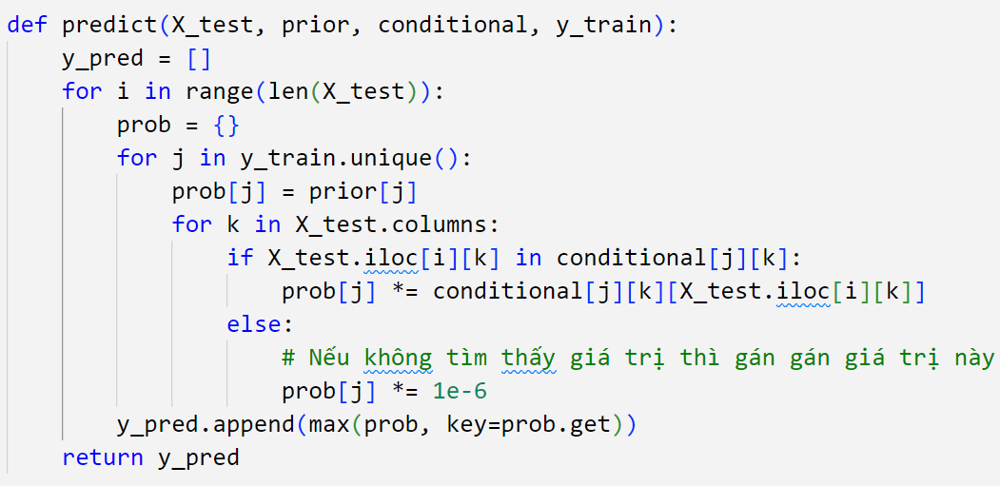 def predict(X_test, prior, conditional, y_train):
    y_pred = []
    for i in range(len(X_test)):
        prob = {}
        for j in y_train.unique():
            prob[j] = prior[j]
            for k in X_test.columns:
                if X_test.iloc[i][k] in conditional[j][k]:
                    prob[j] *= conditional[j][k][X_test.iloc[i][k]]
                else:
                    # Nếu không tìm thấy giá trị thì gán gán giá trị này
                    prob[j] *= 1e-6
        y_pred.append(max(prob, key=prob.get))
    return y_pred